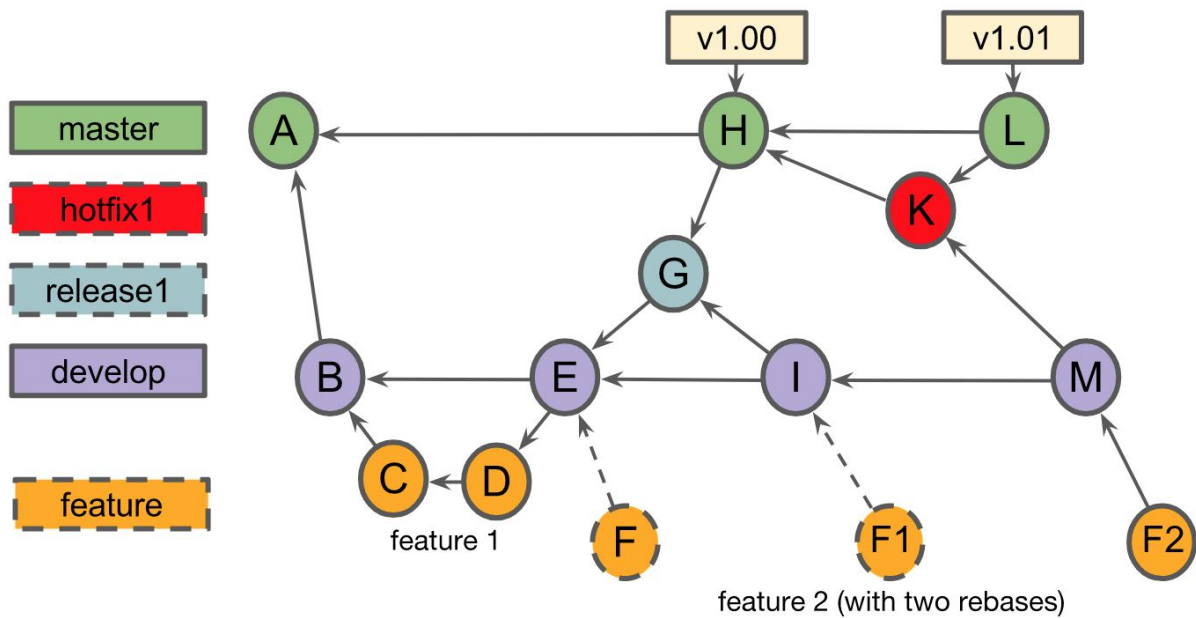 v1.00
v1.01
master
A
H
L
hotfix1
K
release1
G
develop
B
E
I
M
feature
C
D
feature 1
F
F1
F2
feature 2 (with two rebases)